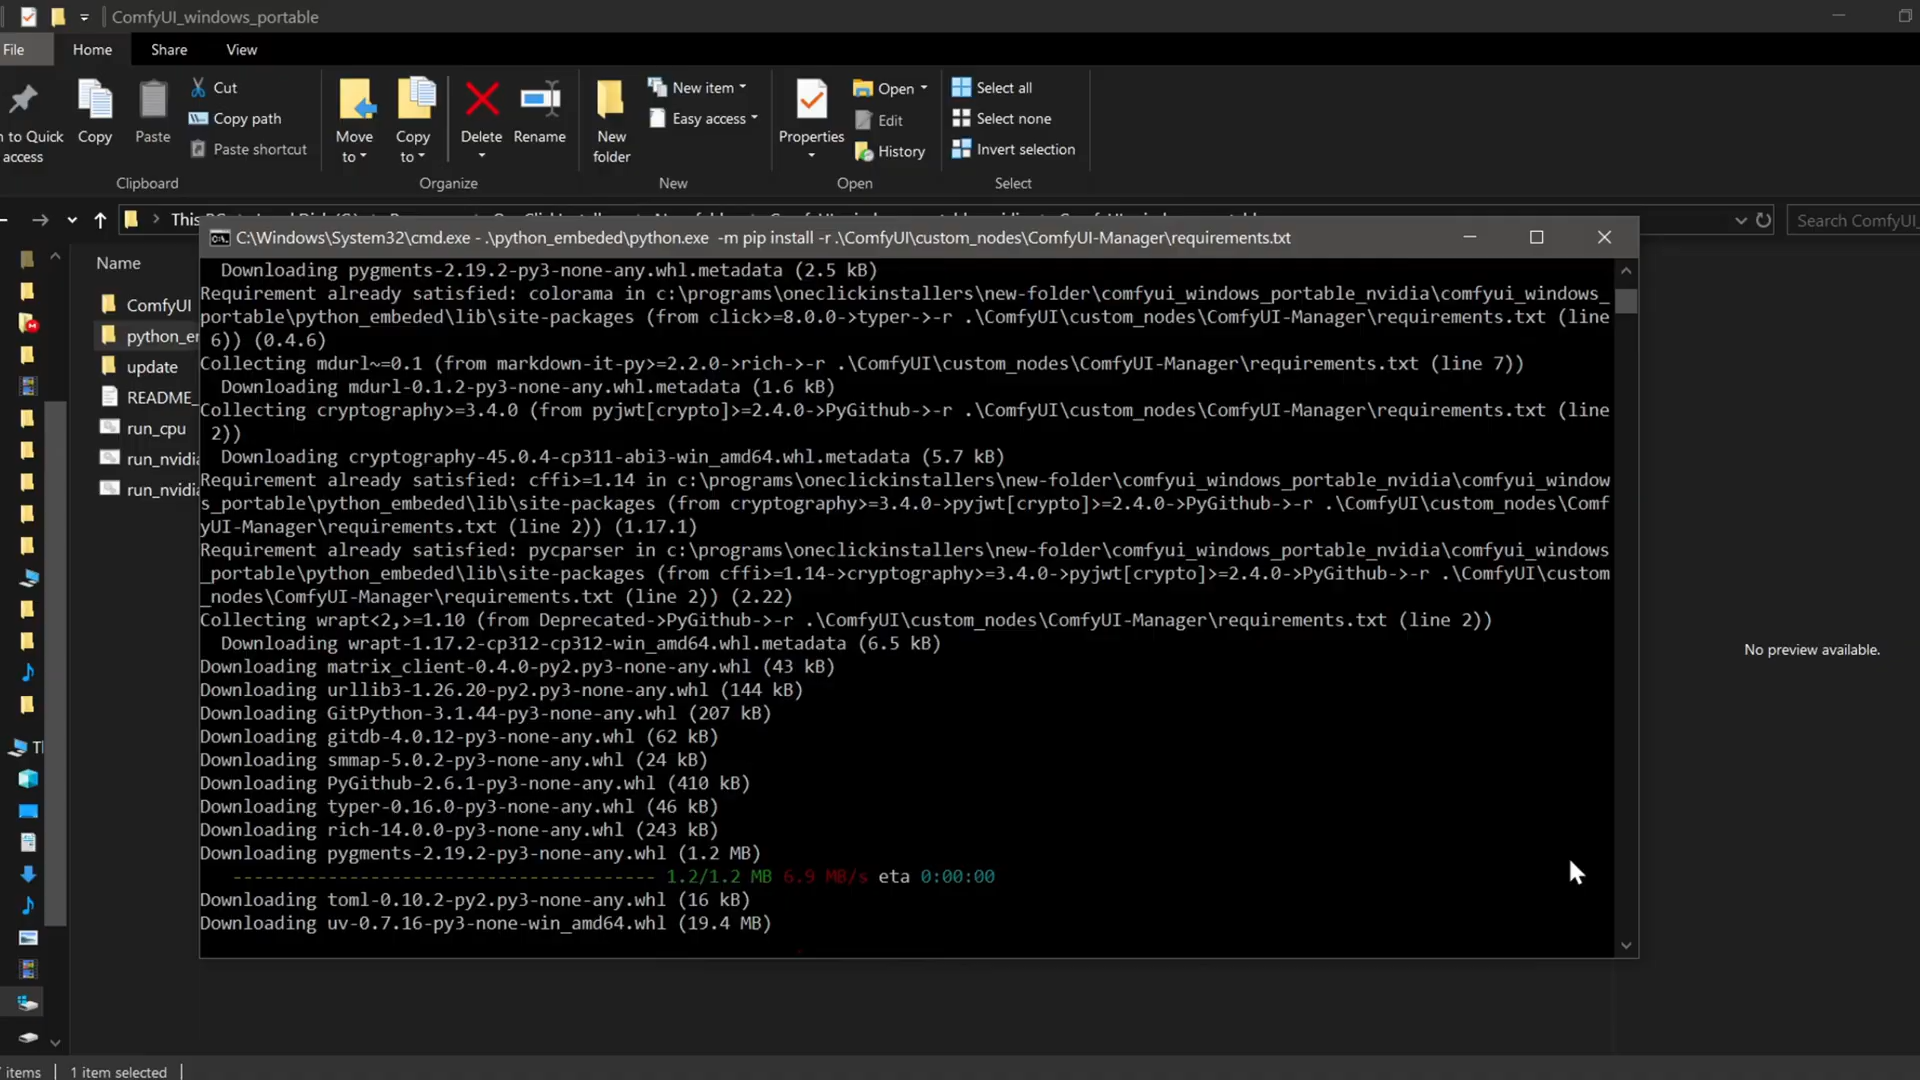 ComfyUI_windows_portable
File Home Share View
Cut
Copy path
Paste shortcut
to Quick access
Copy
Paste
Move to
Copy to
Delete
Rename
New folder
New item
Easy access
Properties
Open
Edit
History
Select all
Select none
Invert selection
Clipboard Organize New Open Select
Search ComfyUI_
C:\Windows\System32\cmd.exe - .\python_embeded\python.exe -m pip install -r .\ComfyUI\custom_nodes\ComfyUI-Manager\requirements.txt
Name
ComfyUI
python_e
update
README_
run_cpu
run_nvidi
run_nvidi
Downloading pygments-2.19.2-py3-none-any.whl.metadata (2.5 kB)
Requirement already satisfied: colorama in c:\programs\oneclickinstallers\new-folder\comfyui_windows_portable_nvidia\comfyui_windows_
portable\python_embeded\lib\site-packages (from click>=8.0.0->typer->-r .\ComfyUI\custom_nodes\ComfyUI-Manager\requirements.txt (line
6)) (0.4.6)
Collecting mdurl~=0.1 (from markdown-it-py>=2.2.0->rich->-r .\ComfyUI\custom_nodes\ComfyUI-Manager\requirements.txt (line 7))
Downloading mdurl-0.1.2-py3-none-any.whl.metadata (1.6 kB)
Collecting cryptography>=3.4.0 (from pyjwt[crypto]>=2.4.0->PyGithub->-r .\ComfyUI\custom_nodes\ComfyUI-Manager\requirements.txt (line
2))
Downloading cryptography-45.0.4-cp311-abi3-win_amd64.whl.metadata (5.7 kB)
Requirement already satisfied: cffi>=1.14 in c:\programs\oneclickinstallers\new-folder\comfyui_windows_portable_nvidia\comfyui_window
s_portable\python_embeded\lib\site-packages (from cryptography>=3.4.0->pyjwt[crypto]>=2.4.0->PyGithub->-r .\ComfyUI\custom_nodes\Comf
yUI-Manager\requirements.txt (line 2)) (1.17.1)
Requirement already satisfied: pycparser in c:\programs\oneclickinstallers\new-folder\comfyui_windows_portable_nvidia\comfyui_windows
_portable\python_embeded\lib\site-packages (from cffi>=1.14->cryptography>=3.4.0->pyjwt[crypto]>=2.4.0->PyGithub->-r .\ComfyUI\custom
_nodes\ComfyUI-Manager\requirements.txt (line 2)) (2.22)
Collecting wrapt<2,>=1.10 (from Deprecated->PyGithub->-r .\ComfyUI\custom_nodes\ComfyUI-Manager\requirements.txt (line 2))
Downloading wrapt-1.17.2-cp312-cp312-win_amd64.whl.metadata (6.5 kB)
Downloading matrix_client-0.4.0-py2.py3-none-any.whl (43 kB)
Downloading urllib3-1.26.20-py2.py3-none-any.whl (144 kB)
Downloading GitPython-3.1.44-py3-none-any.whl (207 kB)
Downloading gitdb-4.0.12-py3-none-any.whl (62 kB)
Downloading smmap-5.0.2-py3-none-any.whl (24 kB)
Downloading PyGithub-2.6.1-py3-none-any.whl (410 kB)
Downloading typer-0.16.0-py3-none-any.whl (46 kB)
Downloading rich-14.0.0-py3-none-any.whl (243 kB)
Downloading pygments-2.19.2-py3-none-any.whl (1.2 MB)
---------------------------------------- 1.2/1.2 MB 6.9 MB/s eta 0:00:00
Downloading toml-0.10.2-py2.py3-none-any.whl (16 kB)
Downloading uv-0.7.16-py3-none-win_amd64.whl (19.4 MB)
No preview available.
items 1 item selected